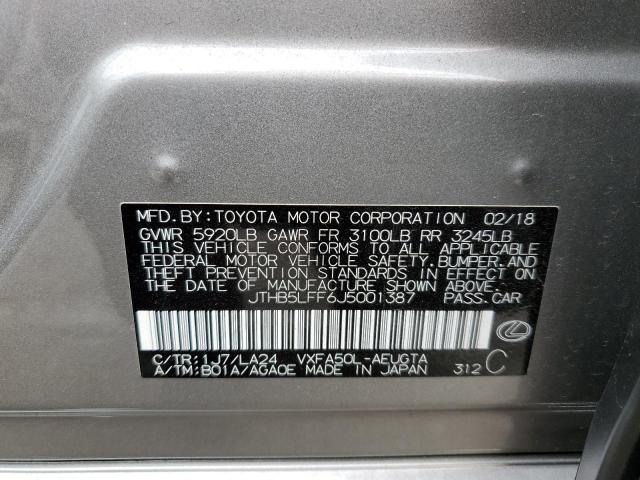 MFD. BY: TOYOTA MOTOR CORPORATION 02/18
GVWR 5920LB GAWR FR 3100LB RR 3245LB
THIS VEHICLE CONFORMS TO ALL APPLICABLE
FEDERAL MOTOR VEHICLE SAFETY, BUMPER, AND
THEFT PREVENTION STANDARDS IN EFFECT
ON THE DATE OF MANUFACTURE SHOWN ABOVE.
JTHB5LFF6J5001387 PASS. CAR
C/TR: 1J7/LA24 VXFA50L-AEUGTA
A/TM: B01A/AGA0E MADE IN JAPAN 312 C